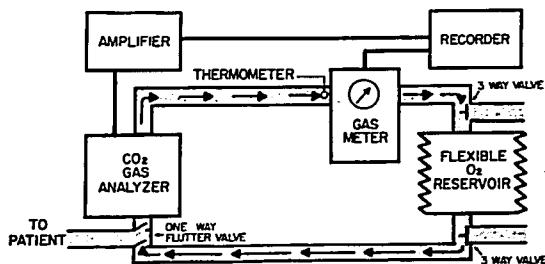 AMPLIFIER
RECORDER
THERMOMETER
3 WAY VALVE
GAS
METER
CO₂
GAS
ANALYZER
FLEXIBLE
O₂
RESERVOIR
TO
PATIENT
ONE WAY
FLUTTER VALVE
3 WAY VALVE